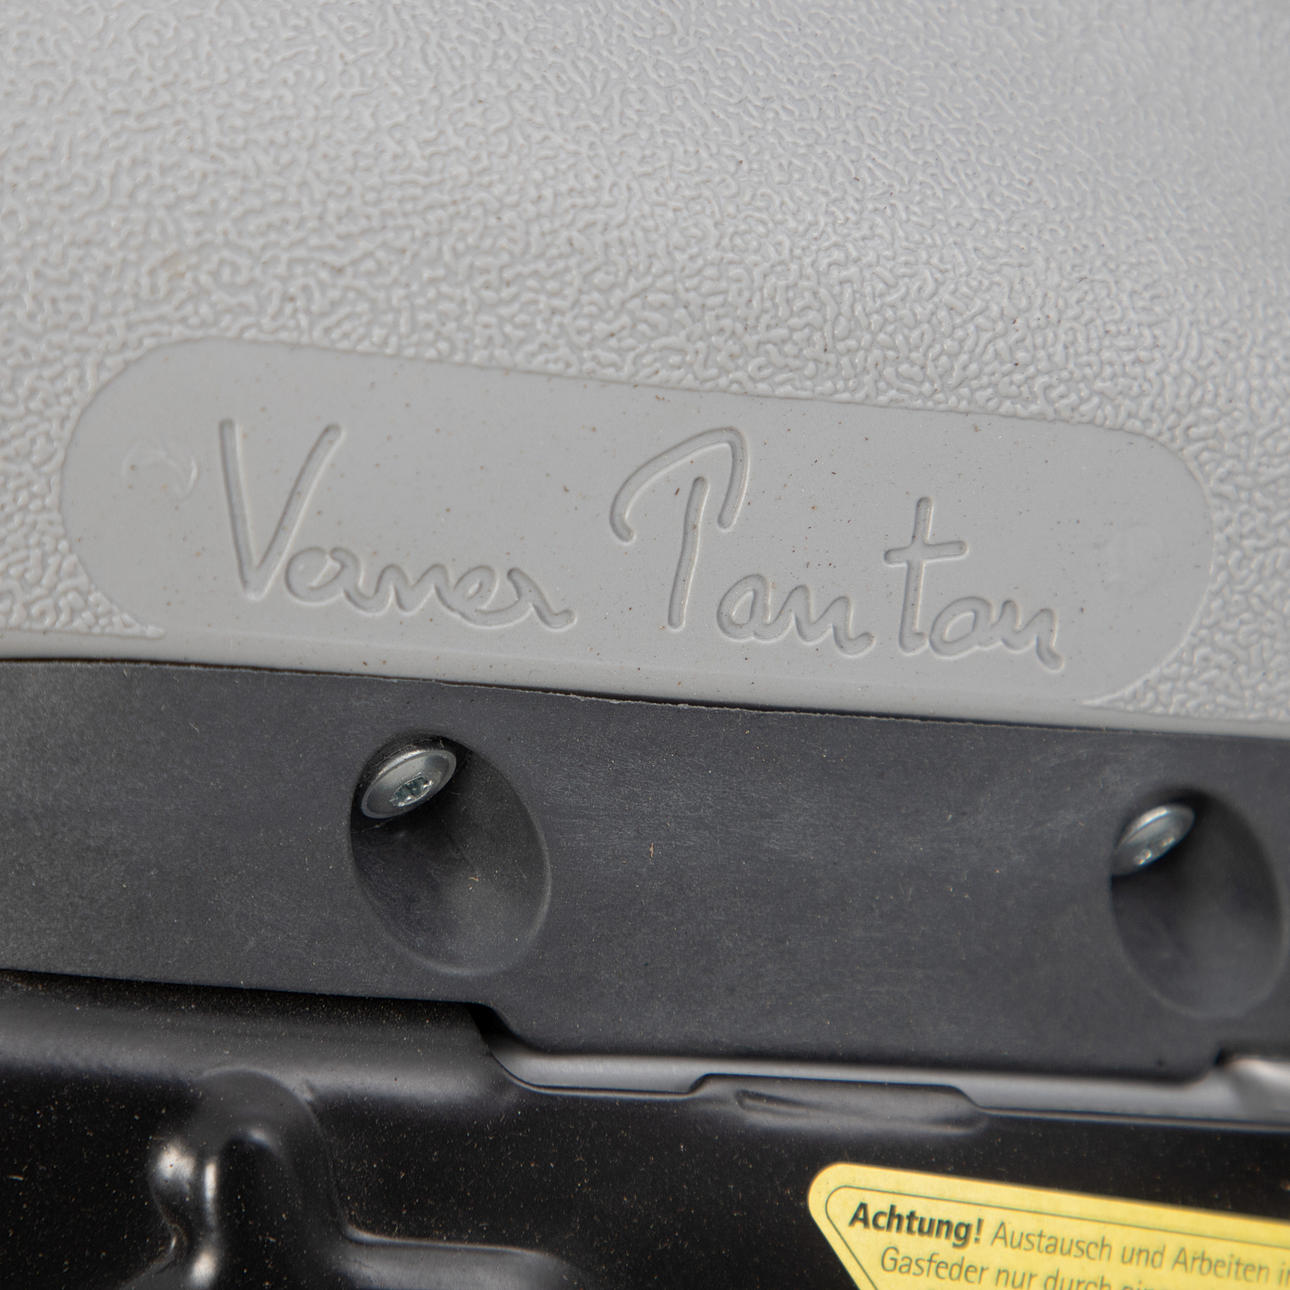 Verner Panton
Achtung! Austausch und Arbeiten
Gasfeder nur durch